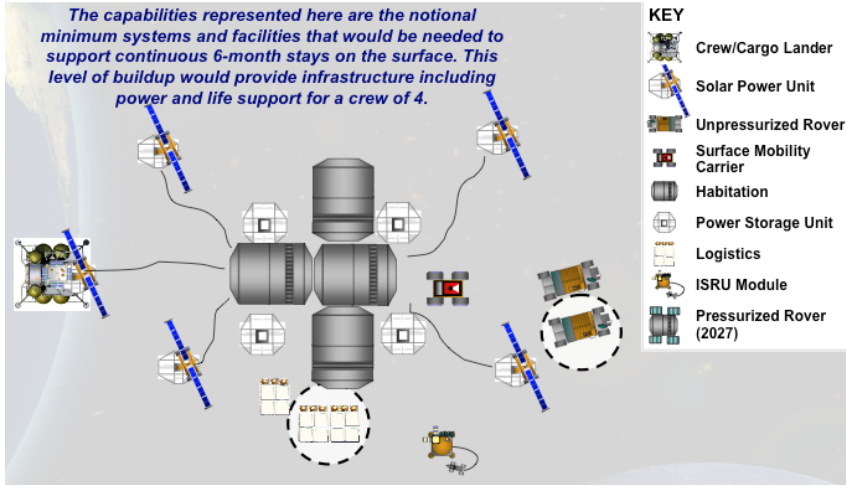 The capabilities represented here are the notional
minimum systems and facilities that would be needed to
support continuous 6-month stays on the surface. This
level of buildup would provide infrastructure including
power and life support for a crew of 4.
KEY
Crew/Cargo Lander
Solar Power Unit
Unpressurized Rover
Surface Mobility
Carrier
Habitation
Power Storage Unit
Logistics
ISRU Module
Pressurized Rover
(2027)